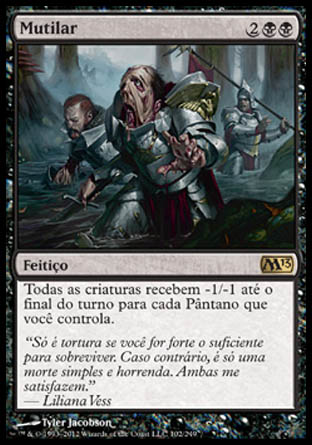 Mutilar 2
Feitiço M13
Todas as criaturas recebem -1/-1 até o
final do turno para cada Pântano que
você controla.
“Só é tortura se você for forte o suficiente
para sobreviver. Caso contrário, é só uma
morte simples e horrenda. Ambas me
satisfazem.”
— Liliana Vess
Tyler Jacobson
™ & © 1993–2012 Wizards of the Coast LLC 102/249